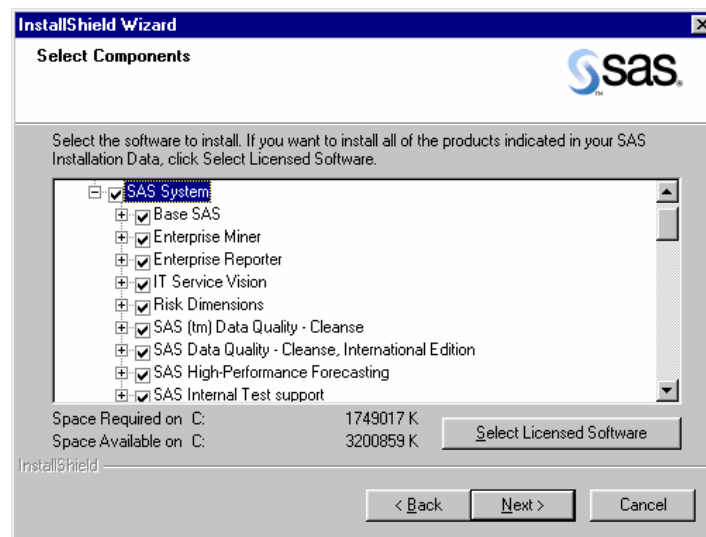 InstallShield Wizard
Select Components
sas.
TM
Select the software to install. If you want to install all of the products indicated in your SAS
Installation Data, click Select Licensed Software.
SAS System
Base SAS
Enterprise Miner
Enterprise Reporter
IT Service Vision
Risk Dimensions
SAS (tm) Data Quality - Cleanse
SAS Data Quality - Cleanse, International Edition
SAS High-Performance Forecasting
SAS Internal Test support
Space Required on C: 1749017 K
Space Available on C: 3200859 K
Select Licensed Software
InstallShield
< Back
Next >
Cancel